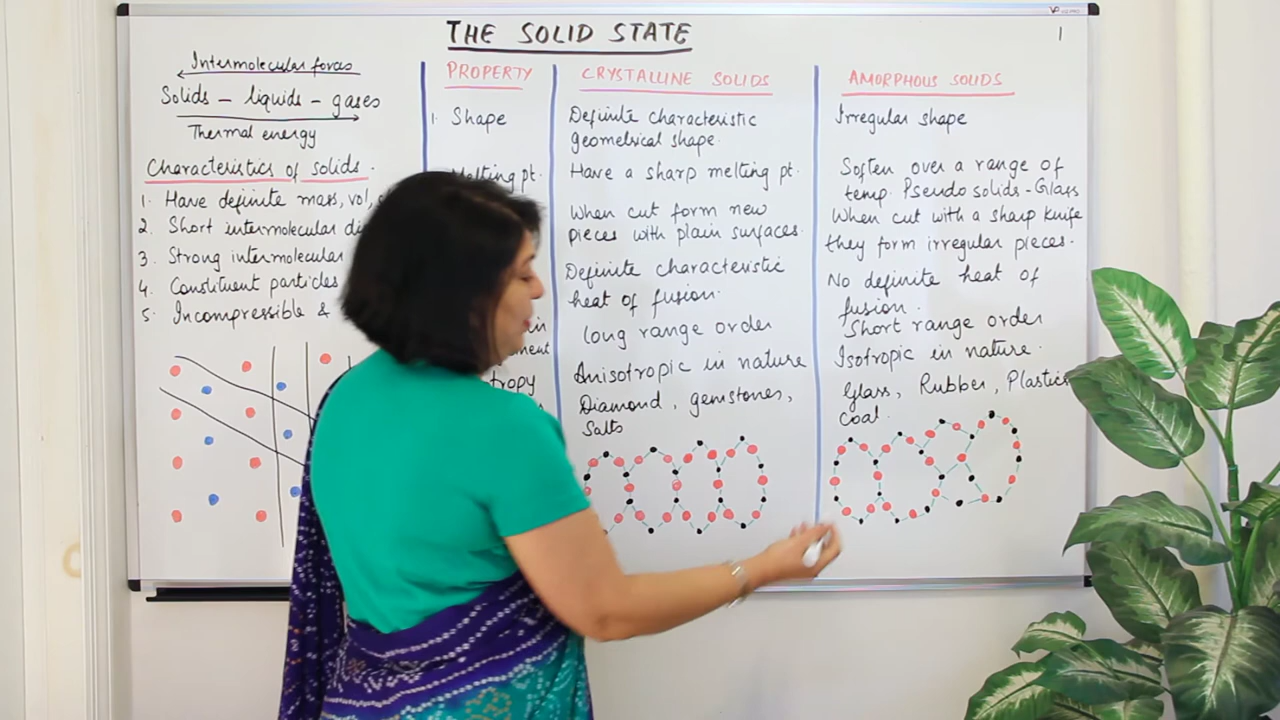 THE SOLID STATE
1
Intermolecular forces
Solids - liquids - gases
Thermal energy
Characteristics of solids.
1. Have definite mass, vol,
2. Short intermolecular
3. Strong intermolecular
4. Constituent particles
5. Incompressible &
PROPERTY
1. Shape
Melting pt.
CRYSTALLINE SOLIDS
Definite characteristic
geometrical shape.
Have a sharp melting pt.
When cut form new
pieces with plain surfaces.
Definite characteristic
heat of fusion.
long range order
Anisotropic in nature
Diamond, gemstones,
Salts
AMORPHOUS SOLIDS
Irregular shape
Soften over a range of
temp. Pseudo solids - Glass
When cut with a sharp knife
they form irregular pieces.
No definite heat of
fusion.
Short range order
Isotropic in nature.
Glass, Rubber, Plastics
Coal.